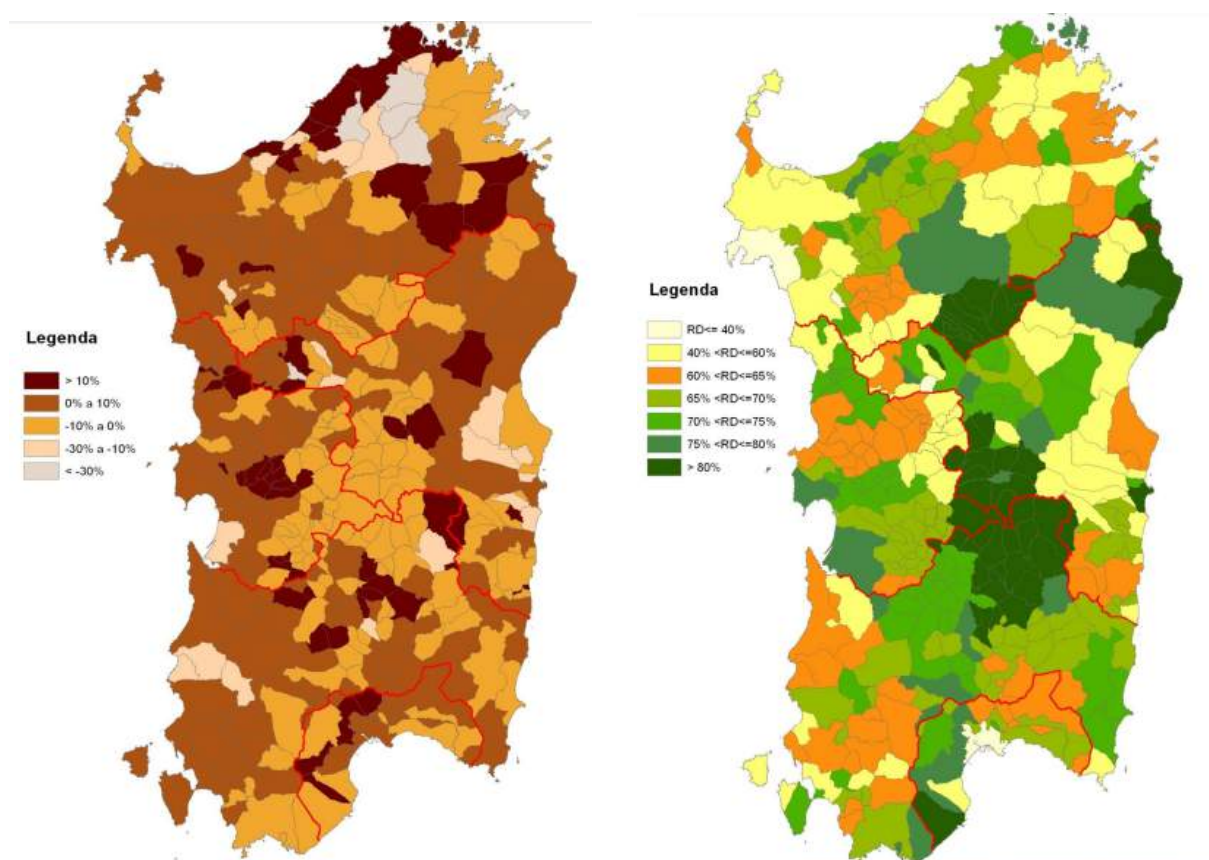 Legenda
> 10%
0% a 10%
-10% a 0%
-30% a -10%
< -30%
Legenda
RD<= 40%
40% <RD<=60%
60% <RD<=65%
65% <RD<=70%
70% <RD<=75%
75% <RD<=80%
> 80%